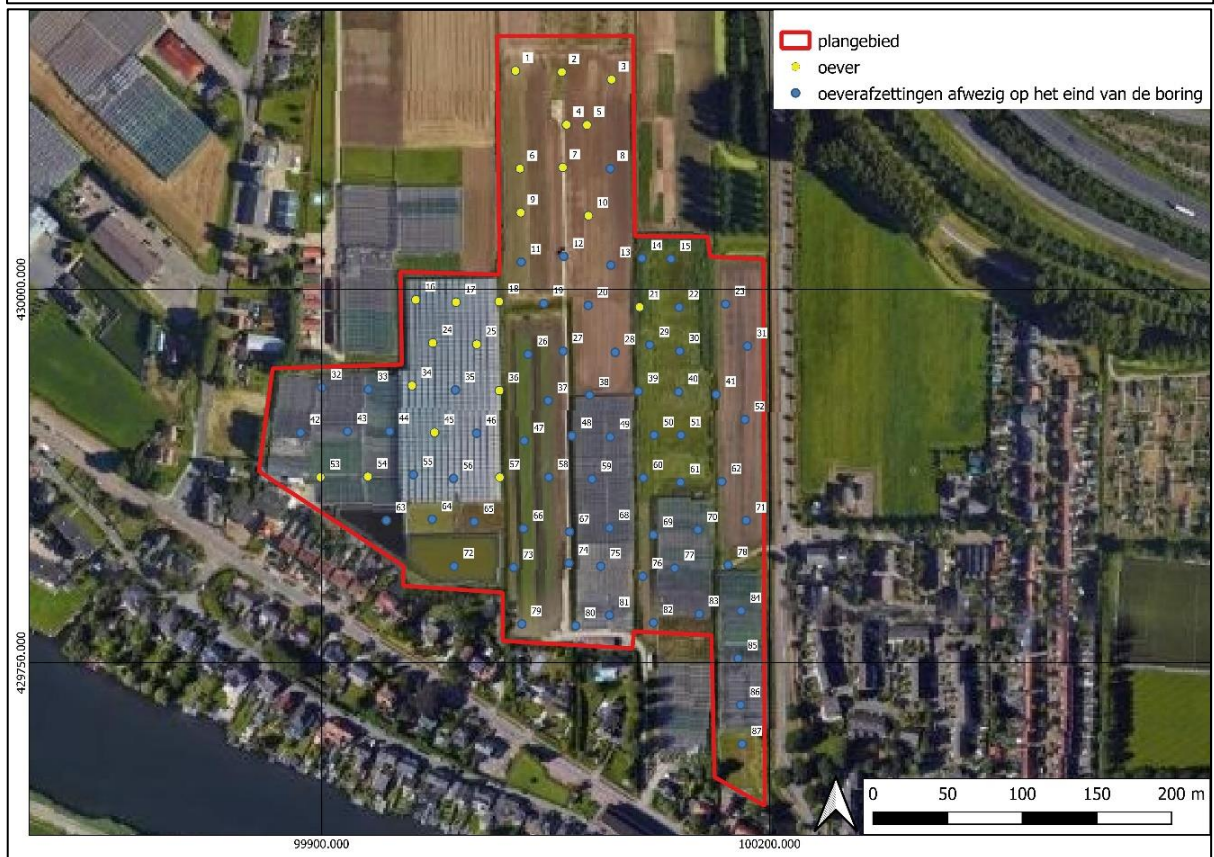 plangebied
oever
oeverafzettingen afwezig op het eind van de boring
1 2 3
4 5
6 7 8
9 10
11 12 13 14 15
16 17 18 19 20 21 22 23
24 25 26 27 28 29 30 31
32 33 34 35 36 37 38 39 40 41
42 43 44 45 46 47 48 49 50 51 52
53 54 55 56 57 58 59 60 61 62
63 64 65 66 67 68 69 70 71
72 73 74 75 76 77 78
79 80 81 82 83 84
85
86
87
430000.000
429750.000
0 50 100 150 200 m
99900.000 100200.000